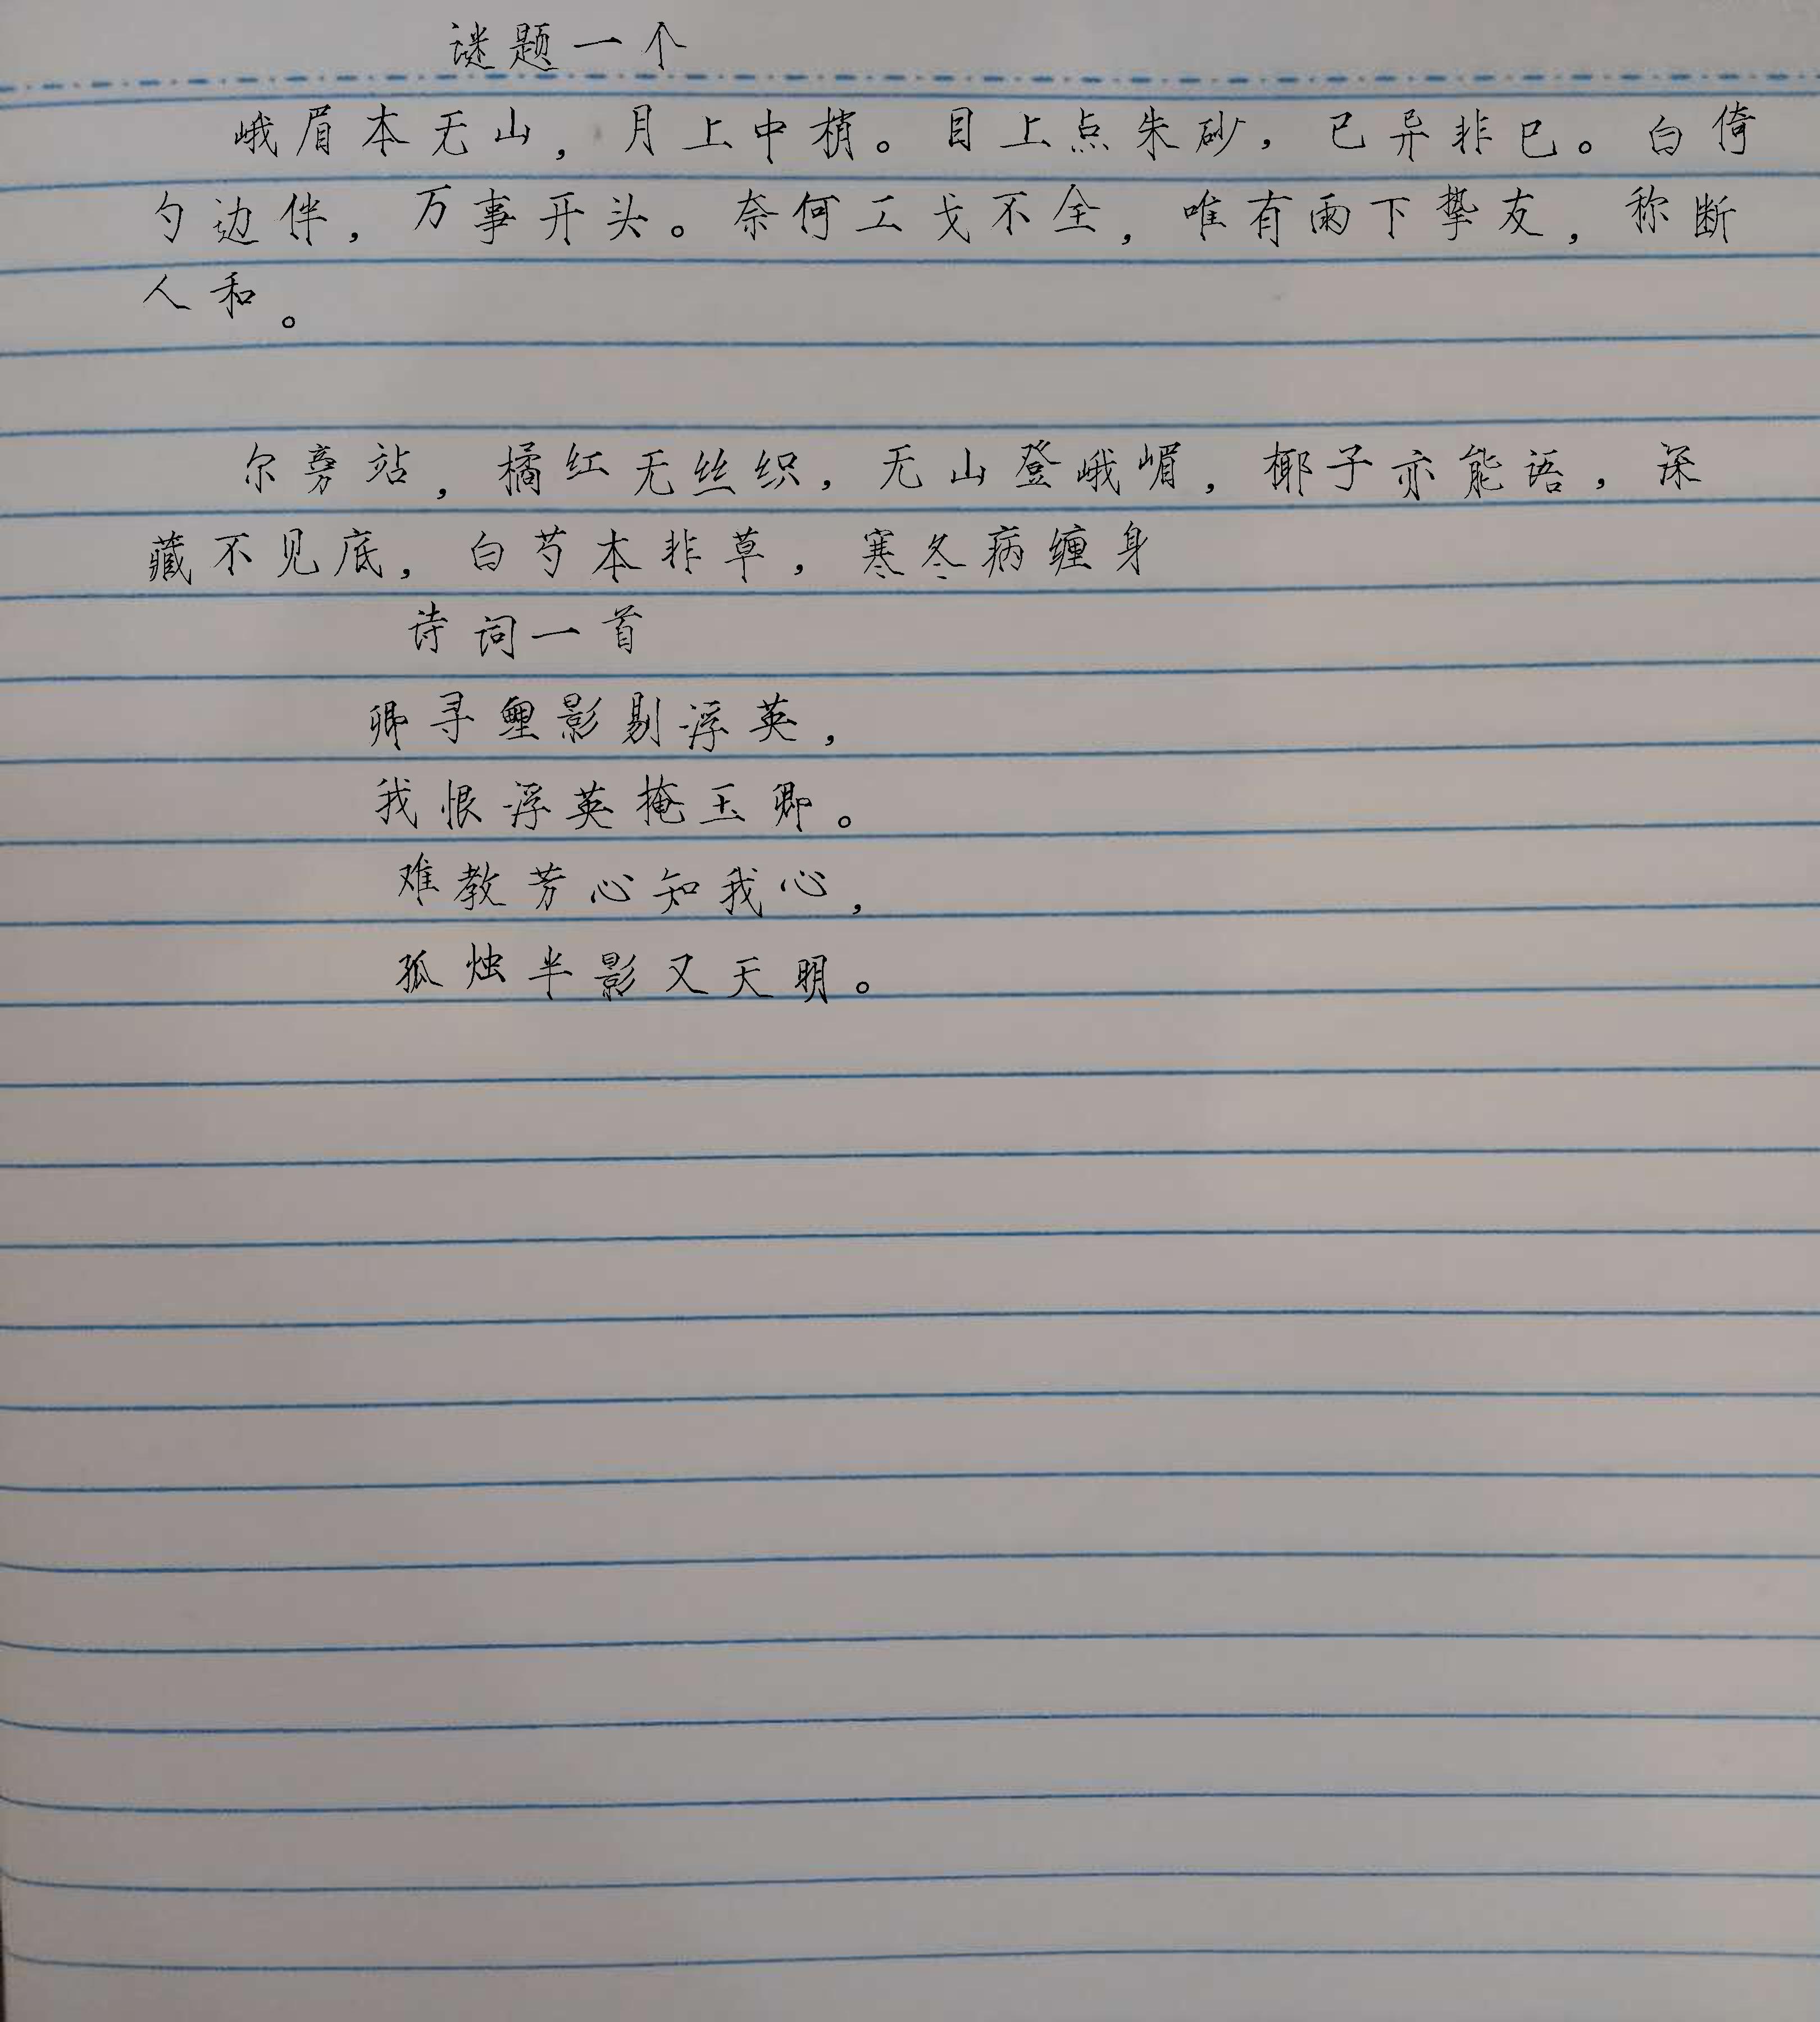 谜题一个
峨眉本无山，月上中梢。目上点朱砂，已异非巳。白倚
勺边伴，万事开头。奈何工戈不全，唯有雨下挚友，称断
人和。
尔旁站，橘红无丝织，无山登峨嵋，椰子亦能语，深
藏不见底，白芍本非草，寒冬病缠身
诗词一首
卿寻鲤影剔浮英，
我恨浮英掩玉卿。
难教芳心知我心，
孤烛半影又天明。